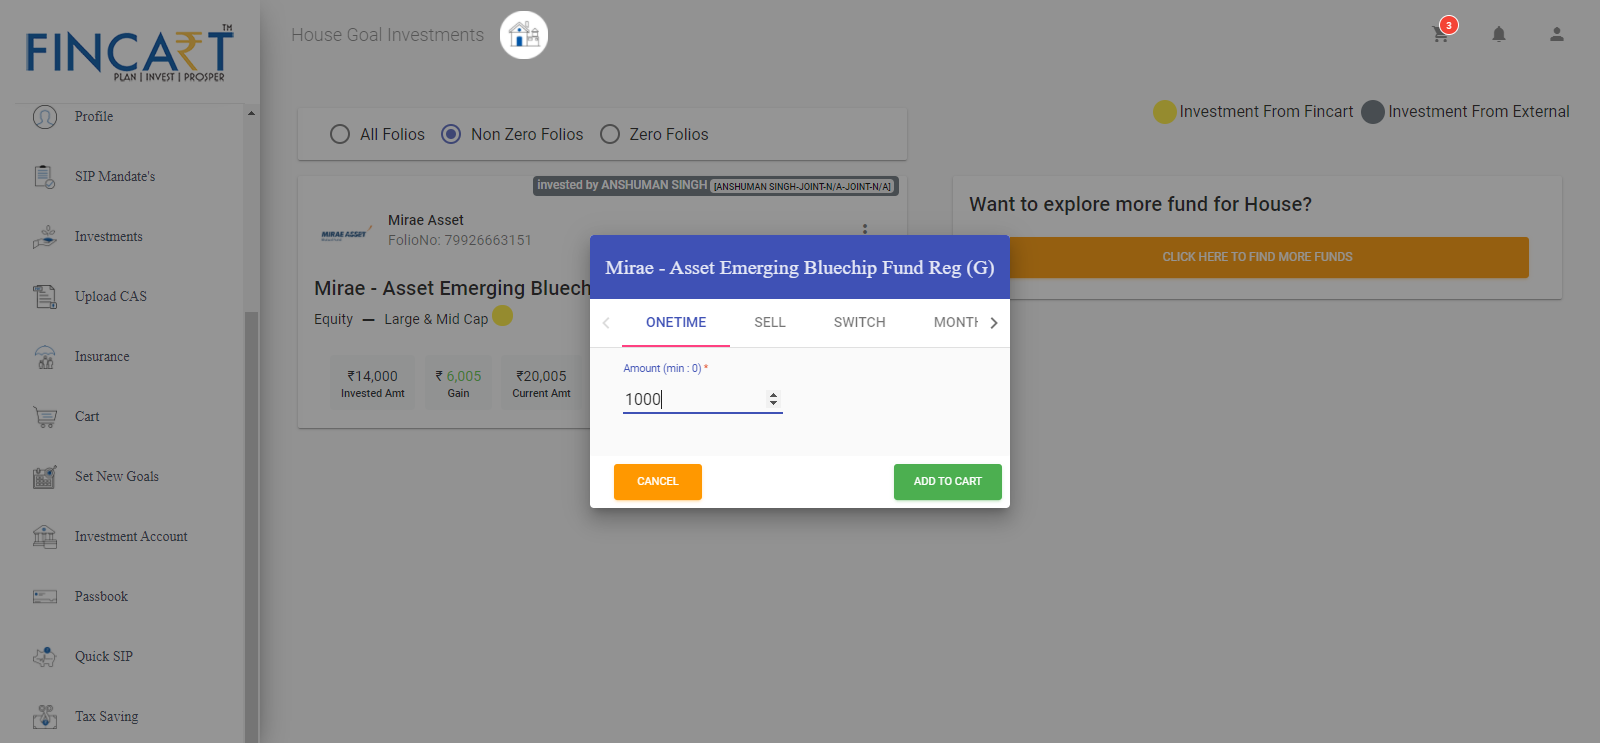 FINCART
TM
PLAN | INVEST | PROSPER
Profile
SIP Mandate's
Investments
Upload CAS
Insurance
Cart
Set New Goals
Investment Account
Passbook
Quick SIP
Tax Saving
House Goal Investments
3
Investment From Fincart
Investment From External
All Folios
Non Zero Folios
Zero Folios
invested by ANSHUMAN SINGH [ANSHUMAN SINGH-JOINT-N/A-JOINT-N/A]
MIRAE ASSET
Mirae Asset
FolioNo: 79926663151
Mirae - Asset Emerging Bluech
Equity — Large & Mid Cap
₹14,000
Invested Amt
₹ 6,005
Gain
₹20,005
Current Amt
Want to explore more fund for House?
CLICK HERE TO FIND MORE FUNDS
Mirae - Asset Emerging Bluechip Fund Reg (G)
ONETIME
SELL
SWITCH
MONTH
Amount (min : 0) *
1000
CANCEL
ADD TO CART